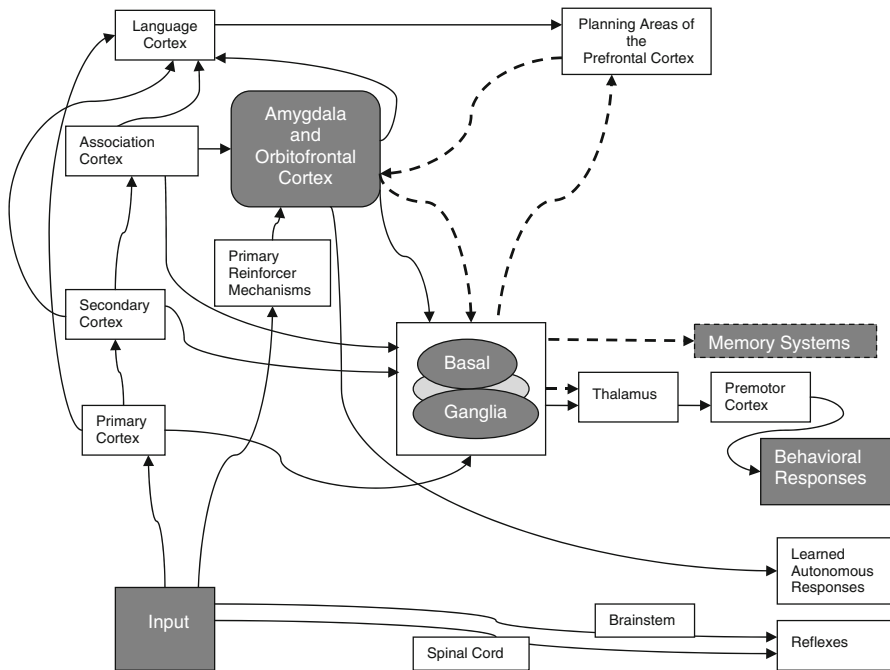 Language
Cortex
Planning Areas of
the
Prefrontal Cortex
Amygdala
and
Orbitofrontal
Cortex
Association
Cortex
Primary
Reinforcer
Mechanisms
Secondary
Cortex
Memory Systems
Basal
Ganglia
Thalamus
Premotor
Cortex
Primary
Cortex
Behavioral
Responses
Learned
Autonomous
Responses
Input
Brainstem
Reflexes
Spinal Cord